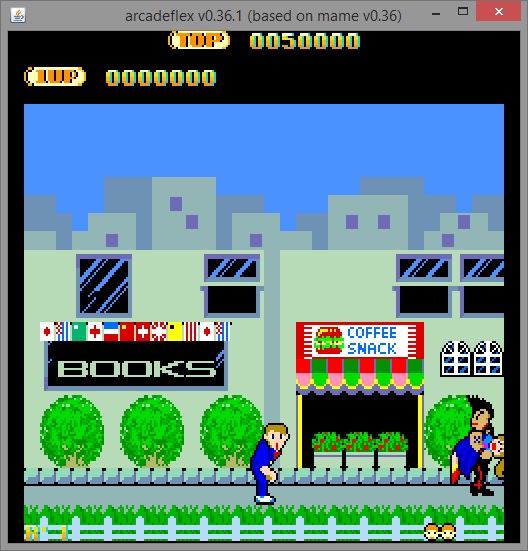 arcadeflex v0.36.1 (based on mame v0.36)
TOP 0050000
1UP 0000000
COFFEE
SNACK
BOOKS